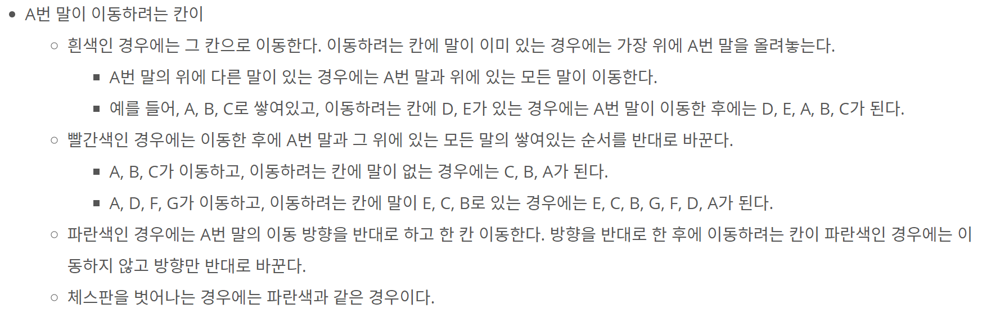 A번 말이 이동하려는 칸이
흰색인 경우에는 그 칸으로 이동한다. 이동하려는 칸에 말이 이미 있는 경우에는 가장 위에 A번 말을 올려놓는다.
A번 말의 위에 다른 말이 있는 경우에는 A번 말과 위에 있는 모든 말이 이동한다.
예를 들어, A, B, C로 쌓여있고, 이동하려는 칸에 D, E가 있는 경우에는 A번 말이 이동한 후에는 D, E, A, B, C가 된다.
빨간색인 경우에는 이동한 후에 A번 말과 그 위에 있는 모든 말의 쌓여있는 순서를 반대로 바꾼다.
A, B, C가 이동하고, 이동하려는 칸에 말이 없는 경우에는 C, B, A가 된다.
A, D, F, G가 이동하고, 이동하려는 칸에 말이 E, C, B로 있는 경우에는 E, C, B, G, F, D, A가 된다.
파란색인 경우에는 A번 말의 이동 방향을 반대로 하고 한 칸 이동한다. 방향을 반대로 한 후에 이동하려는 칸이 파란색인 경우에는 이
동하지 않고 방향만 반대로 바꾼다.
체스판을 벗어나는 경우에는 파란색과 같은 경우이다.